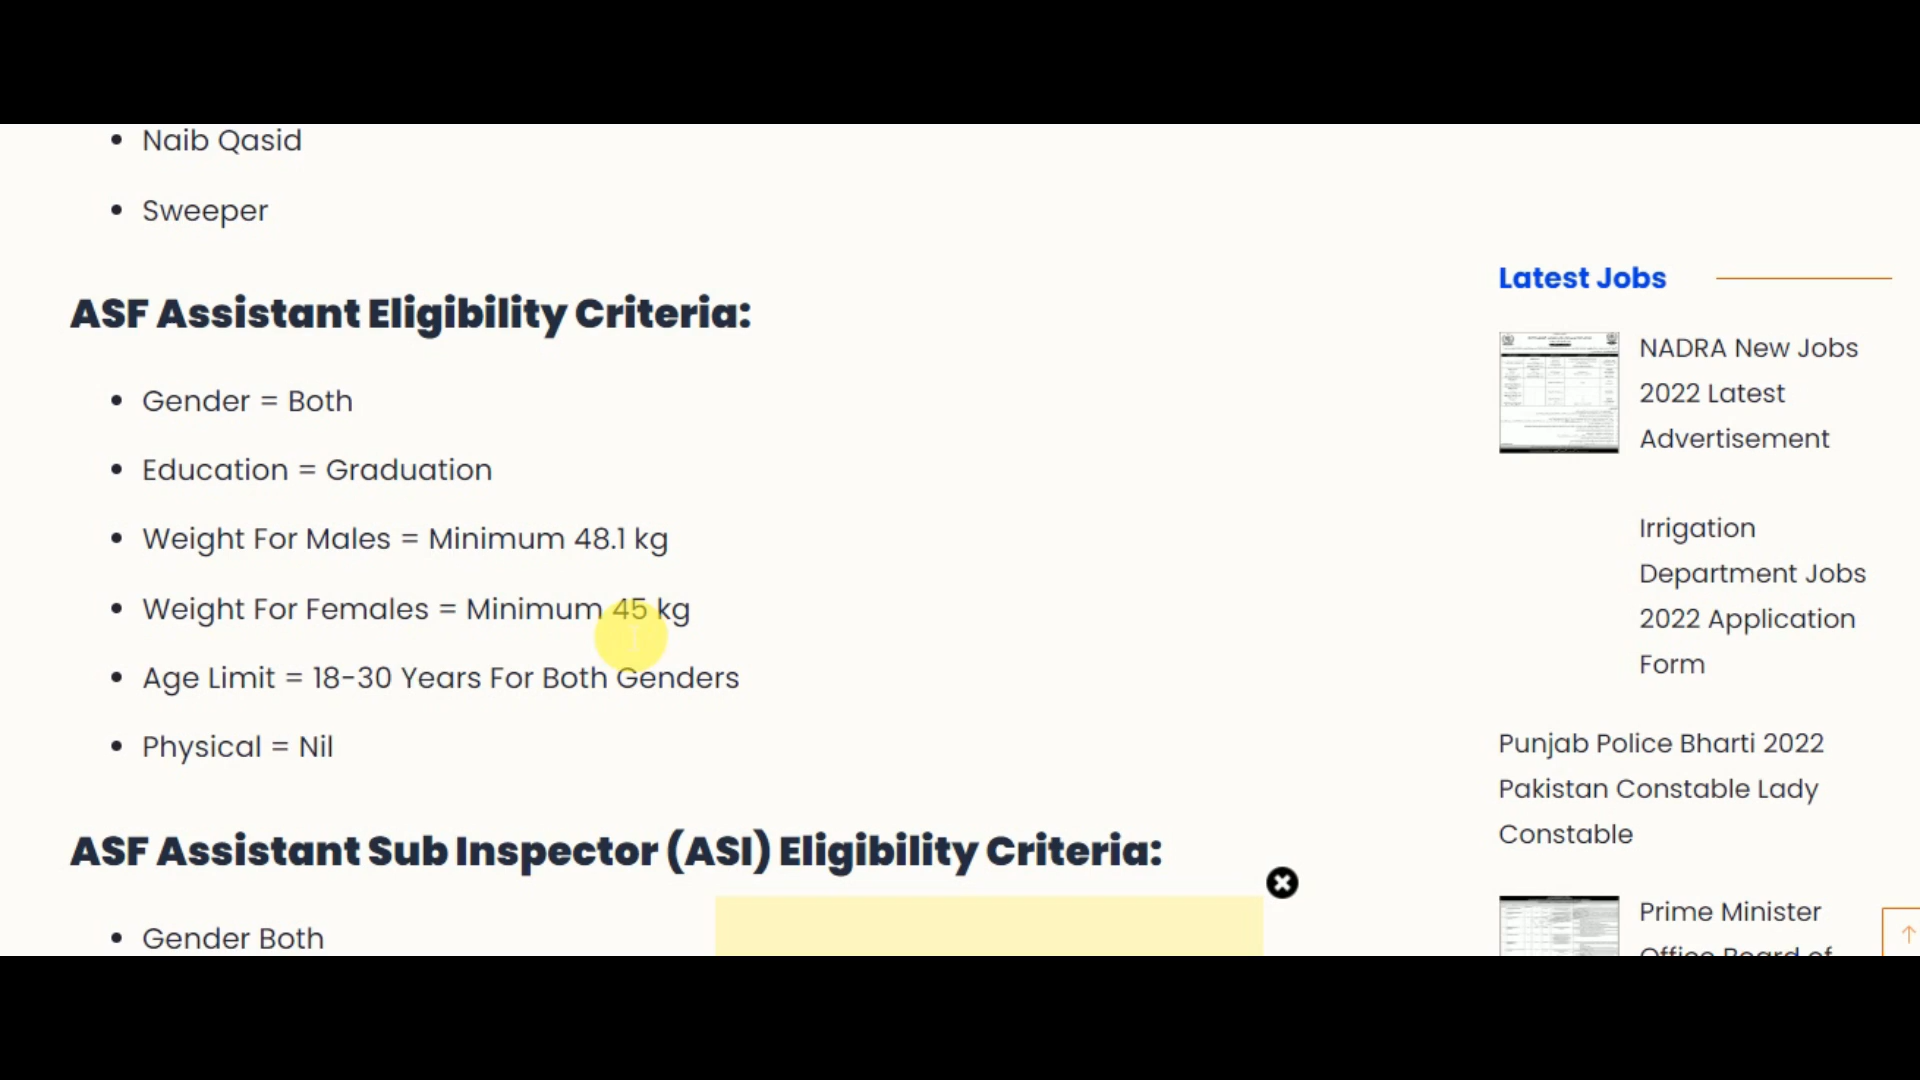 Naib Qasid
Sweeper
ASF Assistant Eligibility Criteria:
Gender = Both
Education = Graduation
Weight For Males = Minimum 48.1 kg
Weight For Females = Minimum 45 kg
Age Limit = 18-30 Years For Both Genders
Physical = Nil
ASF Assistant Sub Inspector (ASI) Eligibility Criteria:
Gender Both
Latest Jobs
NADRA New Jobs
2022 Latest
Advertisement
Irrigation
Department Jobs
2022 Application
Form
Punjab Police Bharti 2022
Pakistan Constable Lady
Constable
Prime Minister
Office Board of